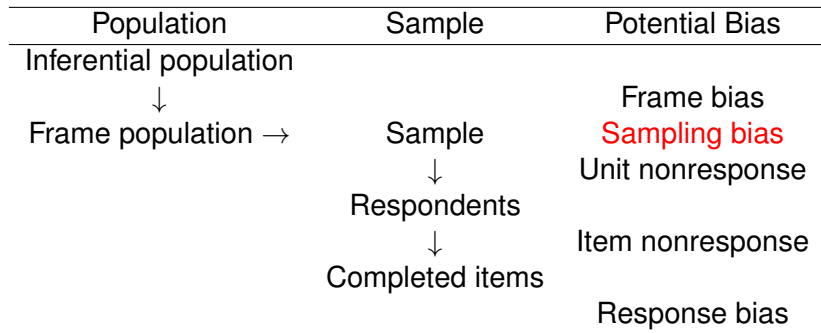 Population Sample Potential Bias
Inferential population
↓ Frame bias
Frame population → Sample Sampling bias
↓ Unit nonresponse
Respondents
↓ Item nonresponse
Completed items
Response bias